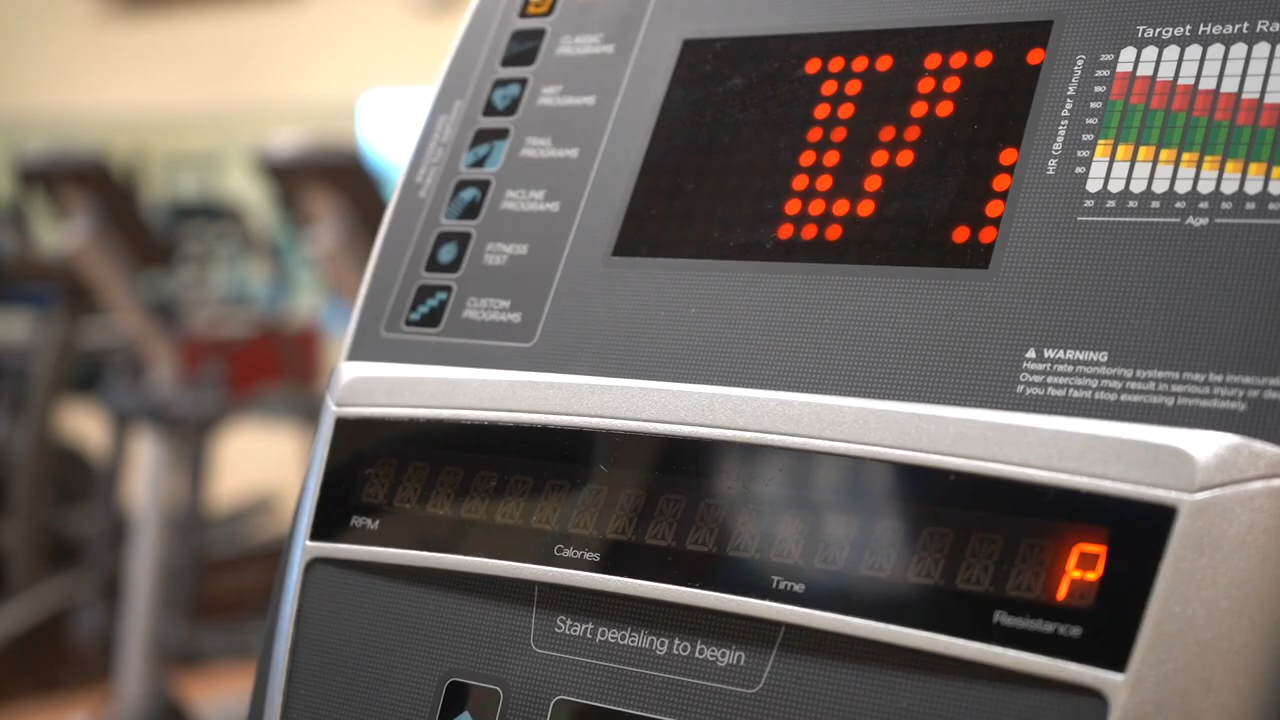 CLASSIC
PROGRAMS
HRT
PROGRAMS
TRAIL
PROGRAMS
INCLINE
PROGRAMS
FITNESS
TEST
CUSTOM
PROGRAMS
Target Heart Ra
HR (Beats Per Minute)
220
200
180
160
140
120
100
80
20 25 30 35 40 45 50 55 60
Age
WARNING
Heart rate monitoring systems may be inaccura
Over exercising may result in serious injury or de
If you feel faint stop exercising immediately.
P
RPM
Calories
Time
Resistance
Start pedaling to begin